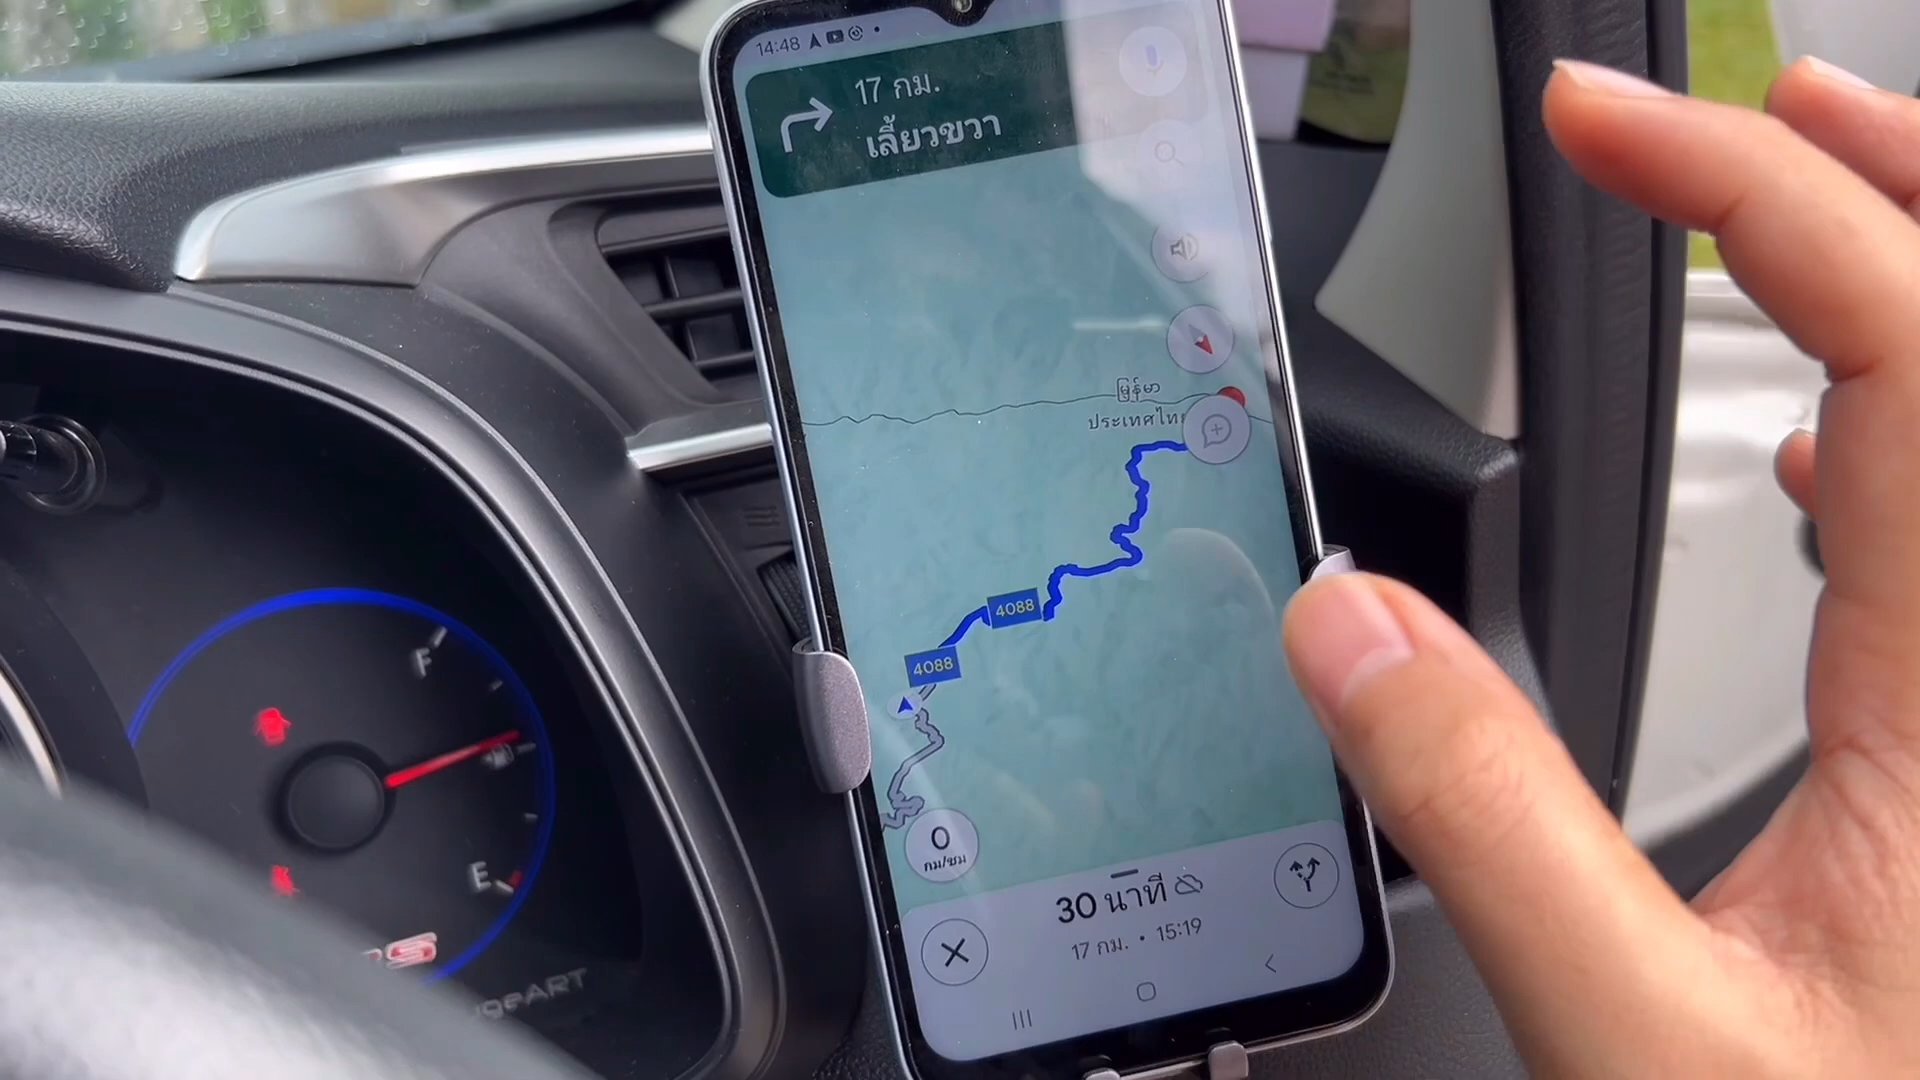 14:48
17 กม.
เลี้ยวขวา
မြန်မာ
ประเทศไทย
4088
4088
0
กม/ชม
30 นาที
17 กม. • 15:19
F
E